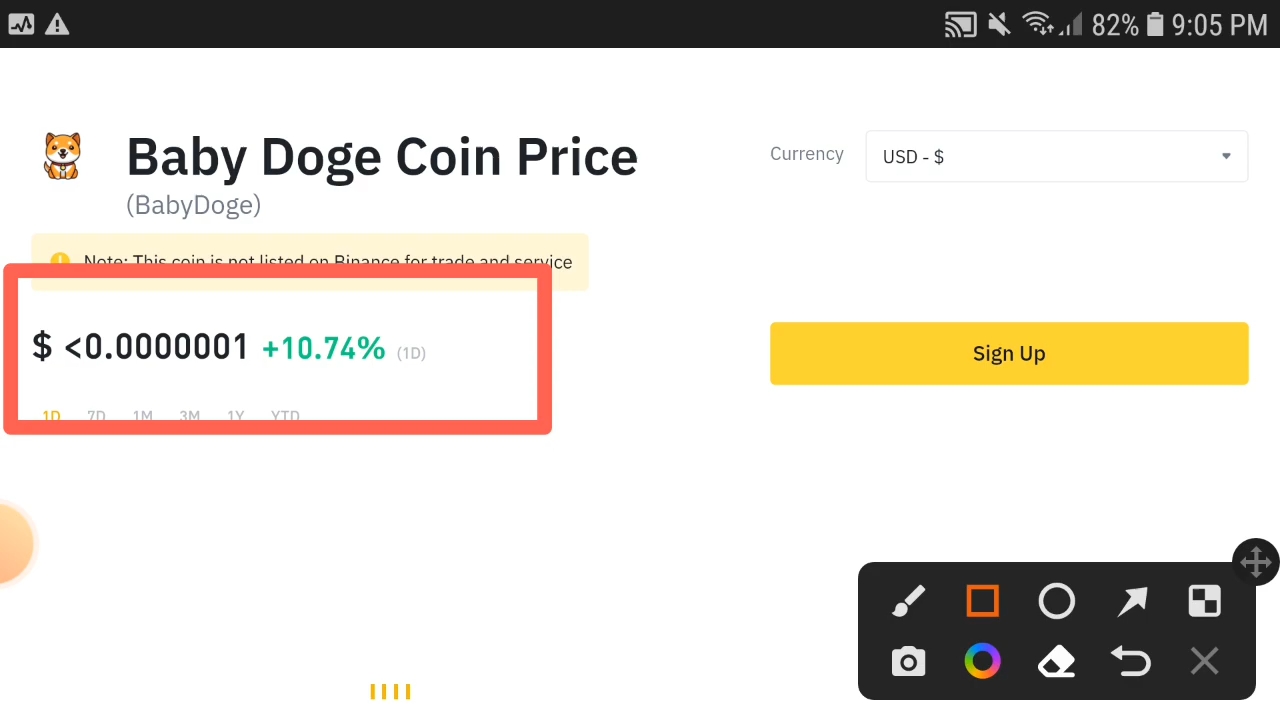 82% 9:05 PM
Baby Doge Coin Price
(BabyDoge)
Currency
USD - $
Note: This coin is not listed on Binance for trade and service
$ <0.0000001 +10.74% (1D)
Sign Up
1D 7D 1M 3M 1Y YTD